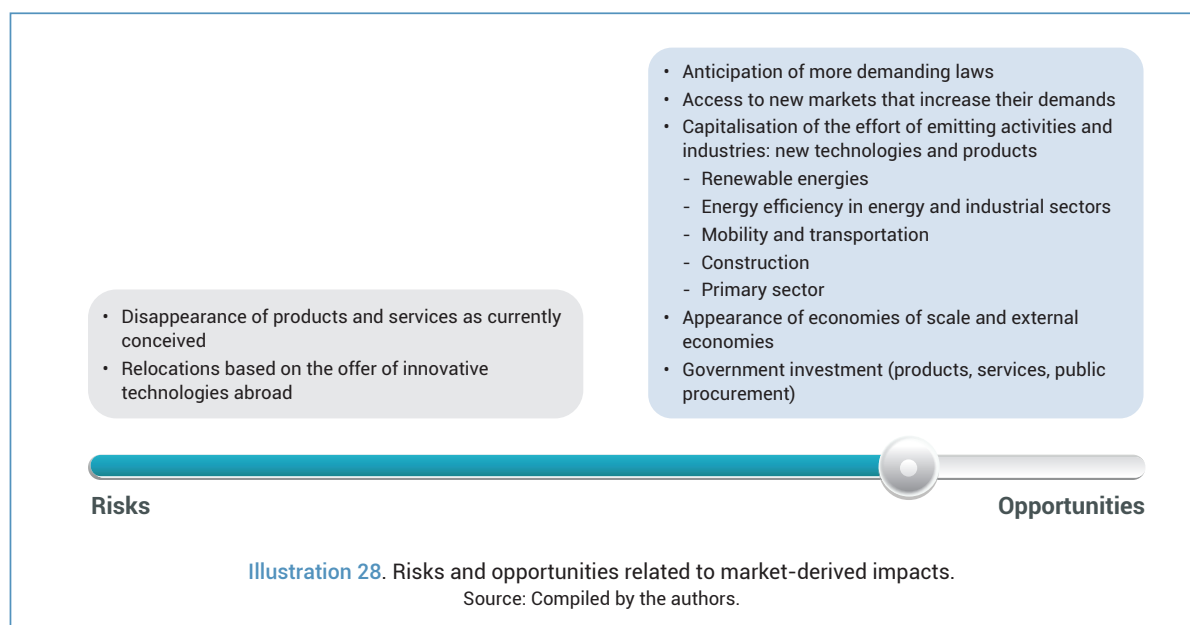 • Disappearance of products and services as currently
conceived
• Relocations based on the offer of innovative
technologies abroad
• Anticipation of more demanding laws
• Access to new markets that increase their demands
• Capitalisation of the effort of emitting activities and
industries: new technologies and products
- Renewable energies
- Energy efficiency in energy and industrial sectors
- Mobility and transportation
- Construction
- Primary sector
• Appearance of economies of scale and external
economies
• Government investment (products, services, public
procurement)
Risks
Opportunities
Illustration 28. Risks and opportunities related to market-derived impacts.
Source: Compiled by the authors.